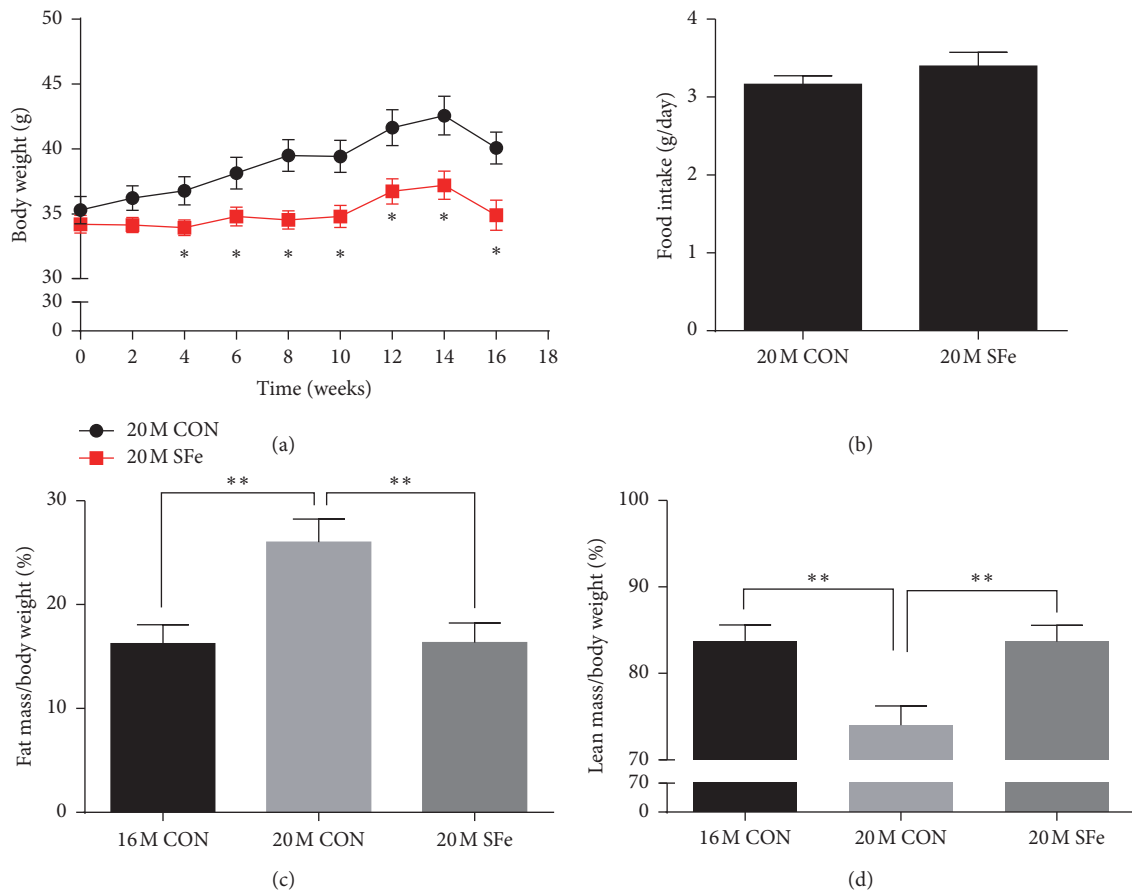 50
45
40
35
30
30
0
Body weight (g)
* * * * * * *
0 2 4 6 8 10 12 14 16 18
Time (weeks)
20 M CON
20 M SFe
(a)
4
3
2
1
0
Food intake (g/day)
20 M CON 20 M SFe
(b)
30
20
10
0
Fat mass/body weight (%)
** **
16 M CON 20 M CON 20 M SFe
(c)
100
90
80
70
70
0
Lean mass/body weight (%)
** **
16 M CON 20 M CON 20 M SFe
(d)